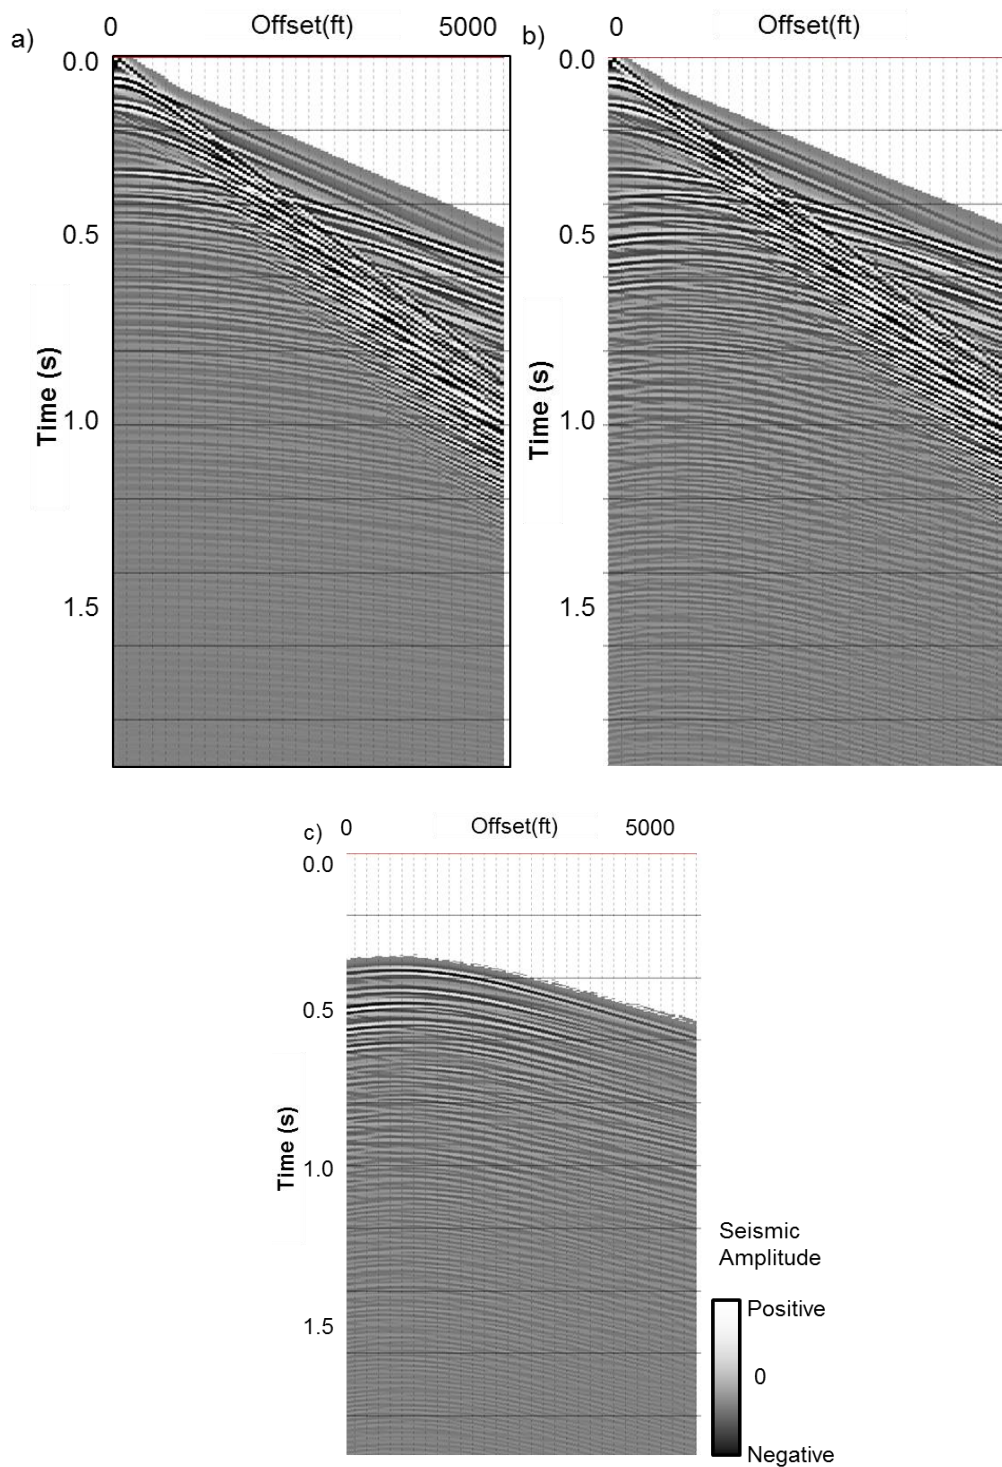 a) 0 Offset(ft) 5000
0.0
0.5
Time (s)
1.0
1.5
b) 0 Offset(ft)
0.0
0.5
Time (s)
1.0
1.5
c) 0 Offset(ft) 5000
0.0
0.5
Time (s)
1.0
1.5
Seismic
Amplitude
Positive
0
Negative